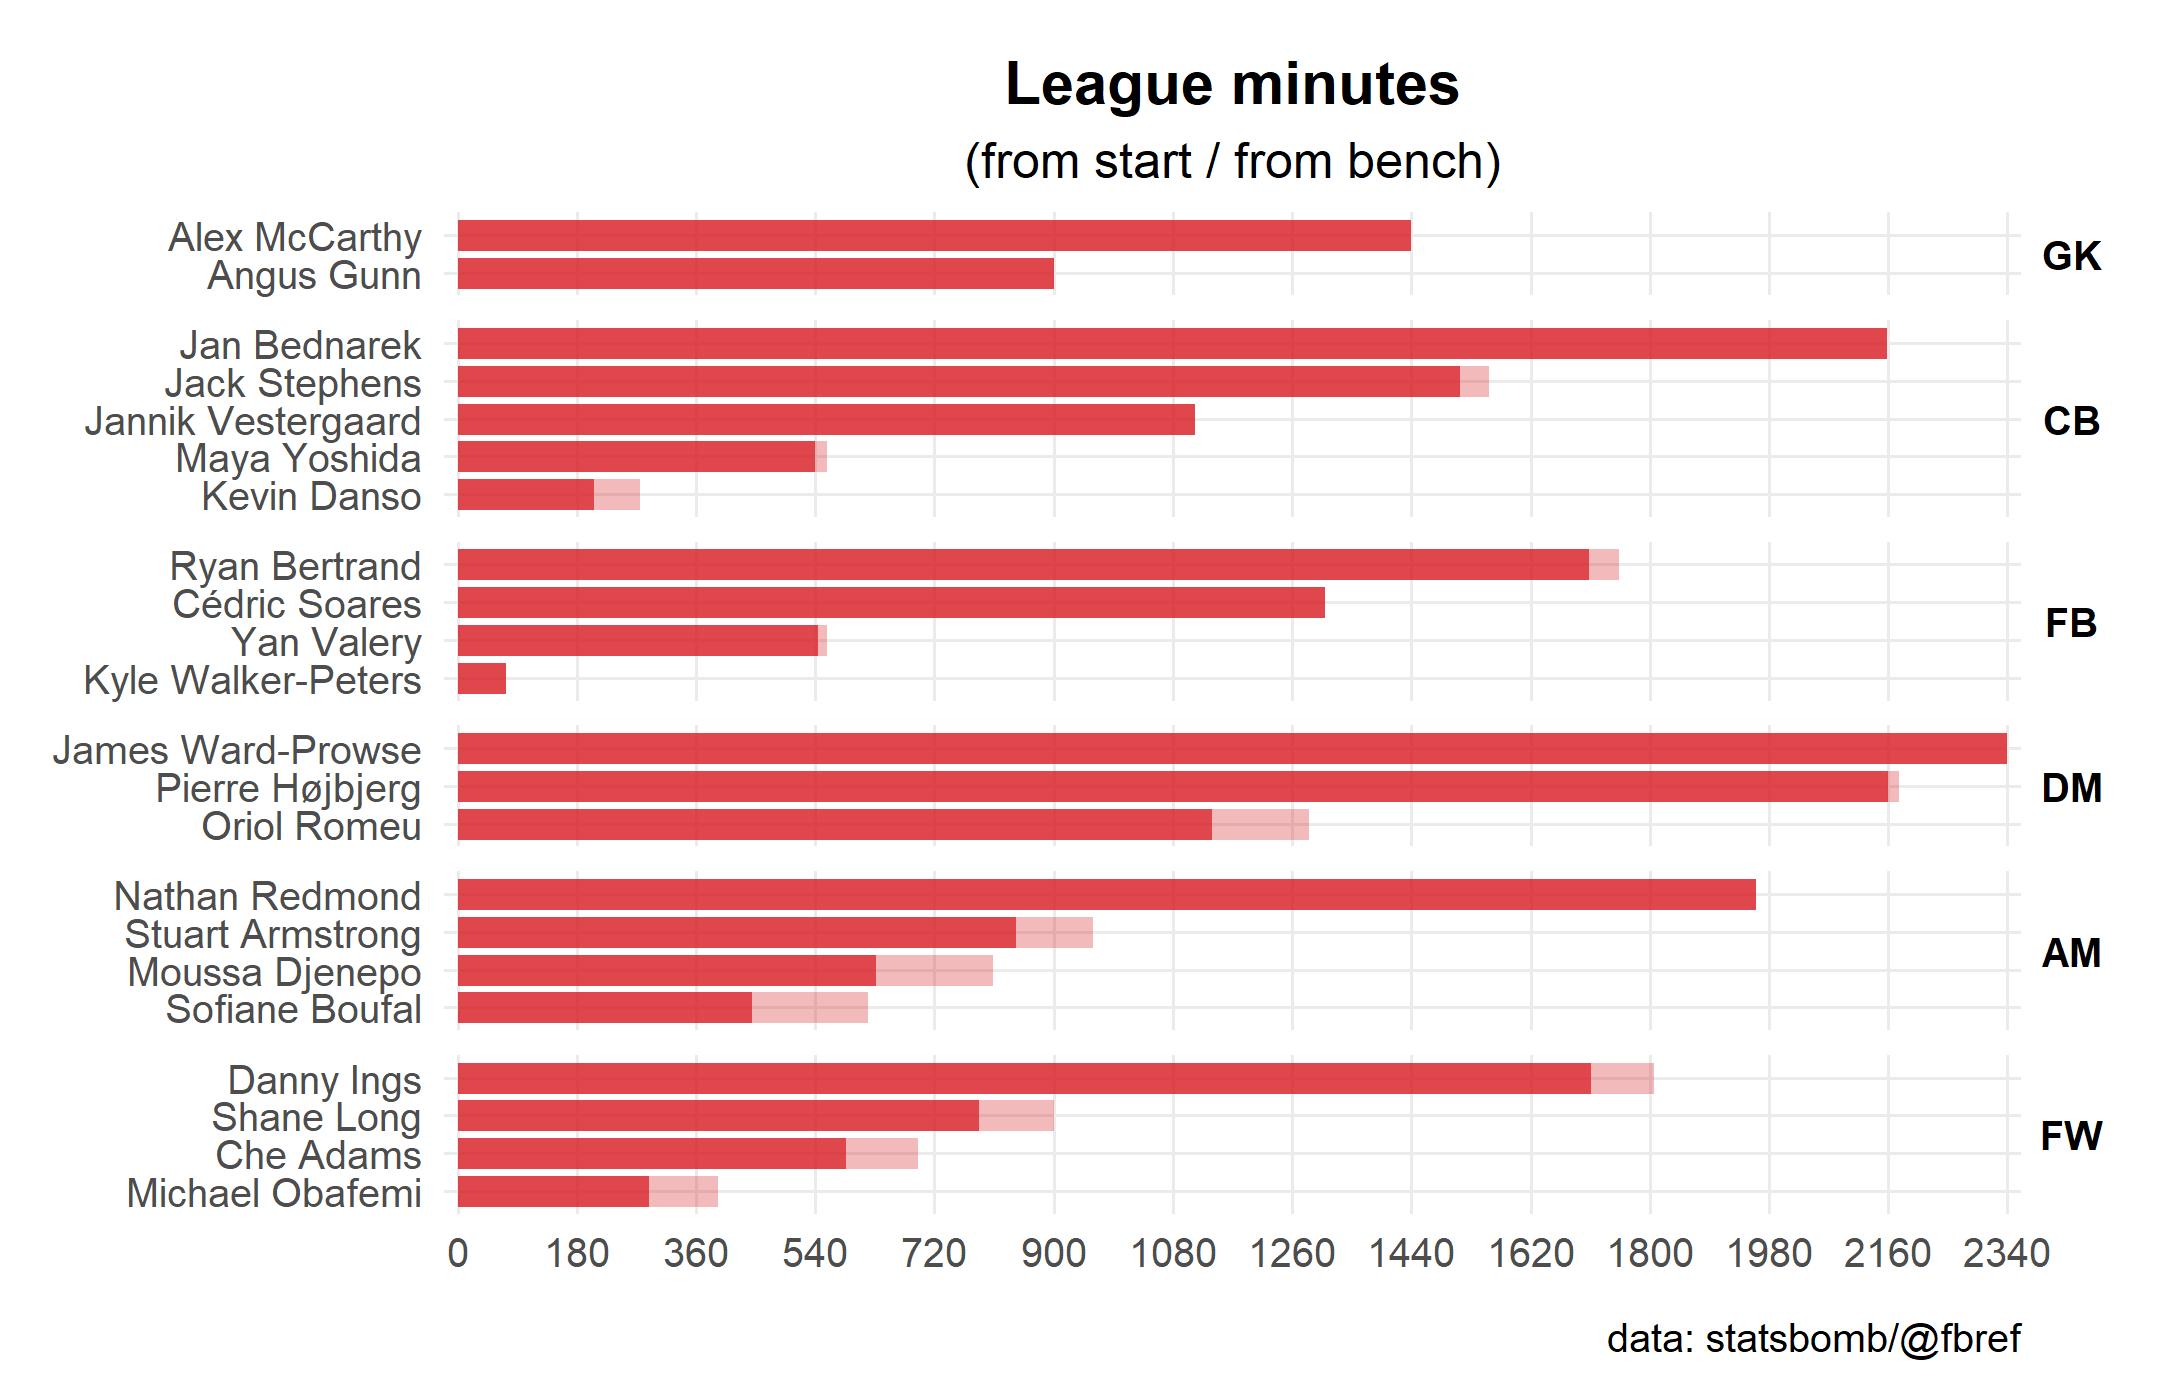 League minutes
(from start / from bench)
Alex McCarthy
Angus Gunn
GK
Jan Bednarek
Jack Stephens
Jannik Vestergaard
Maya Yoshida
Kevin Danso
CB
Ryan Bertrand
Cédric Soares
Yan Valery
Kyle Walker-Peters
FB
James Ward-Prowse
Pierre Højbjerg
Oriol Romeu
DM
Nathan Redmond
Stuart Armstrong
Moussa Djenepo
Sofiane Boufal
AM
Danny Ings
Shane Long
Che Adams
Michael Obafemi
FW
0 180 360 540 720 900 1080 1260 1440 1620 1800 1980 2160 2340
data: statsbomb/@fbref